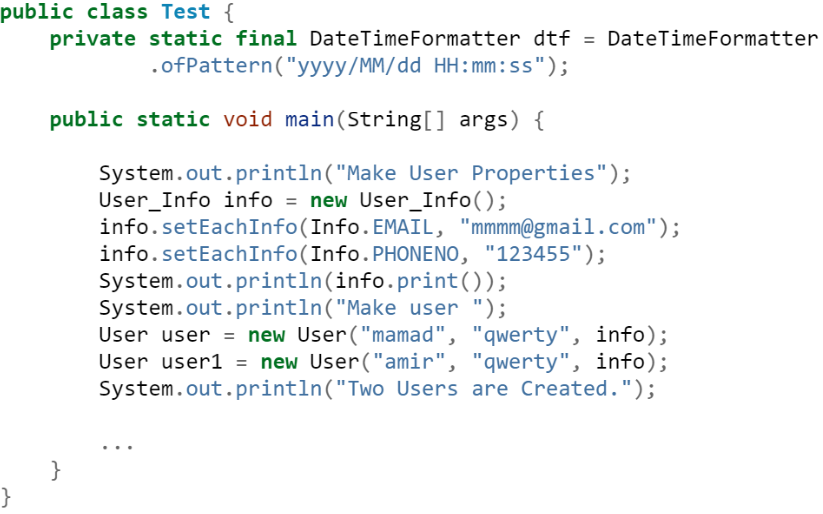 public class Test {
    private static final DateTimeFormatter dtf = DateTimeFormatter
            .ofPattern("yyyy/MM/dd HH:mm:ss");
    public static void main(String[] args) {
        System.out.println("Make User Properties");
        User_Info info = new User_Info();
        info.setEachInfo(Info.EMAIL, "mmmm@gmail.com");
        info.setEachInfo(Info.PHONENO, "123455");
        System.out.println(info.print());
        System.out.println("Make user ");
        User user = new User("mamad", "qwerty", info);
        User user1 = new User("amir", "qwerty", info);
        System.out.println("Two Users are Created.");
        ...
    }
}